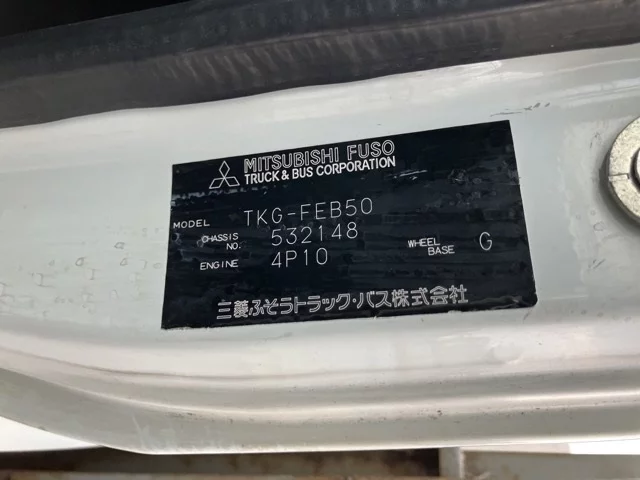 MITSUBISHI FUSO
TRUCK & BUS CORPORATION
MODEL TKG-FEB50
CHASSIS NO. 532148
ENGINE 4P10 WHEEL BASE G
三菱ふそうトラック・バス株式会社